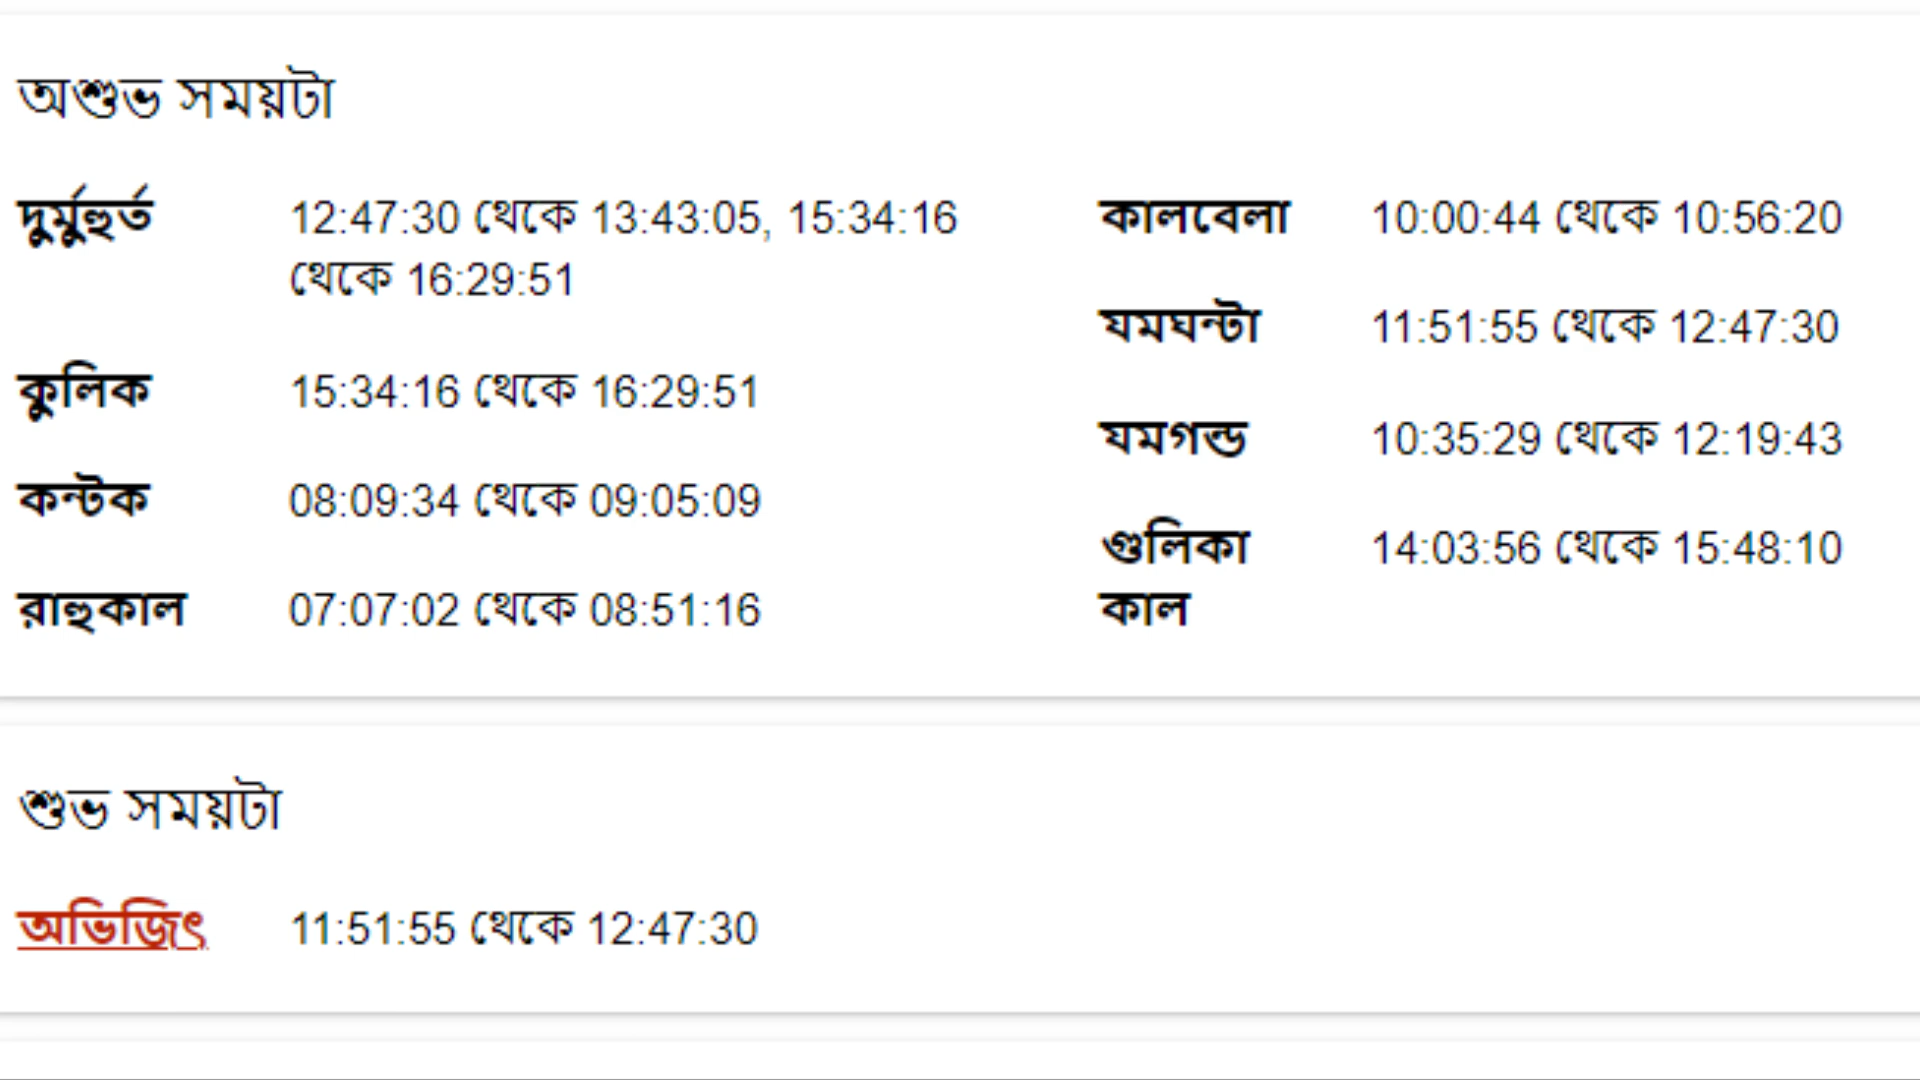 অশুভ সময়টা
দুর্মুহুর্ত 12:47:30 থেকে 13:43:05, 15:34:16
থেকে 16:29:51
কুলিক 15:34:16 থেকে 16:29:51
কন্টক 08:09:34 থেকে 09:05:09
রাহুকাল 07:07:02 থেকে 08:51:16
কালবেলা 10:00:44 থেকে 10:56:20
যমঘন্টা 11:51:55 থেকে 12:47:30
যমগন্ড 10:35:29 থেকে 12:19:43
গুলিকা 14:03:56 থেকে 15:48:10
কাল
শুভ সময়টা
অভিজিৎ 11:51:55 থেকে 12:47:30